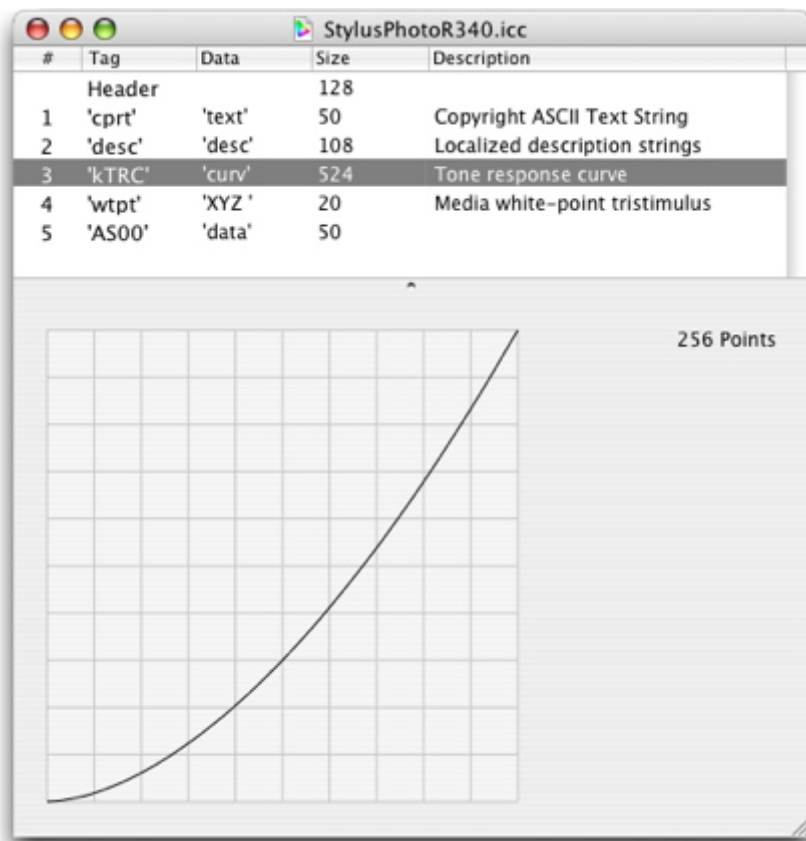 StylusPhotoR340.icc
# Tag Data Size Description
Header 128
1 'cprt' 'text' 50 Copyright ASCII Text String
2 'desc' 'desc' 108 Localized description strings
3 'kTRC' 'curv' 524 Tone response curve
4 'wtpt' 'XYZ ' 20 Media white-point tristimulus
5 'AS00' 'data' 50
256 Points